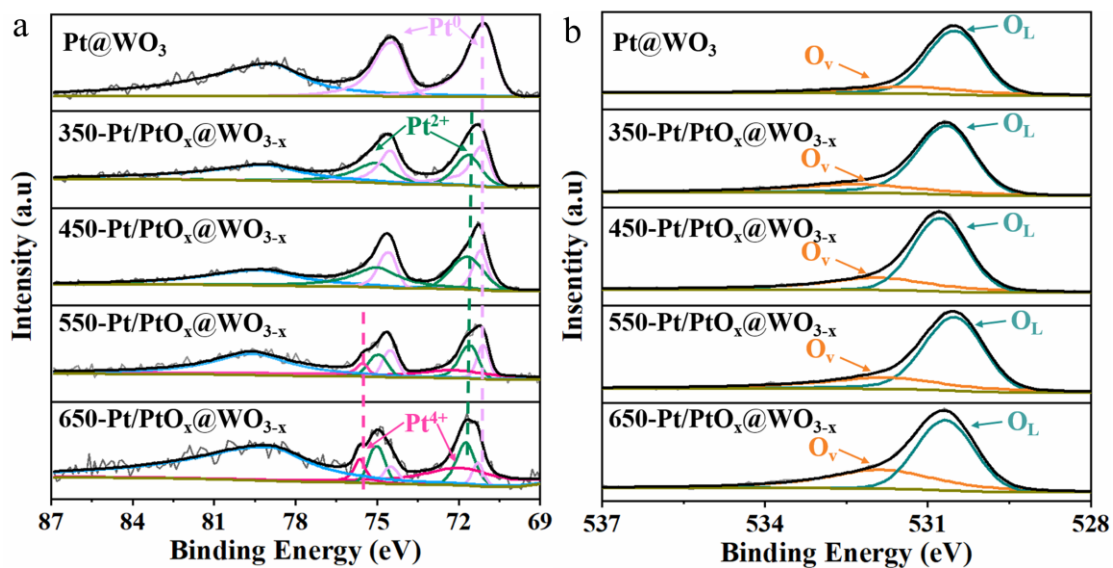 a
Intensity (a.u)
Pt@WO3
Pt0
350-Pt/PtOx@WO3-x
Pt2+
450-Pt/PtOx@WO3-x
550-Pt/PtOx@WO3-x
650-Pt/PtOx@WO3-x
Pt4+
87 84 81 78 75 72 69
Binding Energy (eV)
b
Insentity (a.u)
Pt@WO3
Ov
OL
350-Pt/PtOx@WO3-x
Ov
OL
450-Pt/PtOx@WO3-x
Ov
OL
550-Pt/PtOx@WO3-x
Ov
OL
650-Pt/PtOx@WO3-x
Ov
OL
537 534 531 528
Binding Energy (eV)